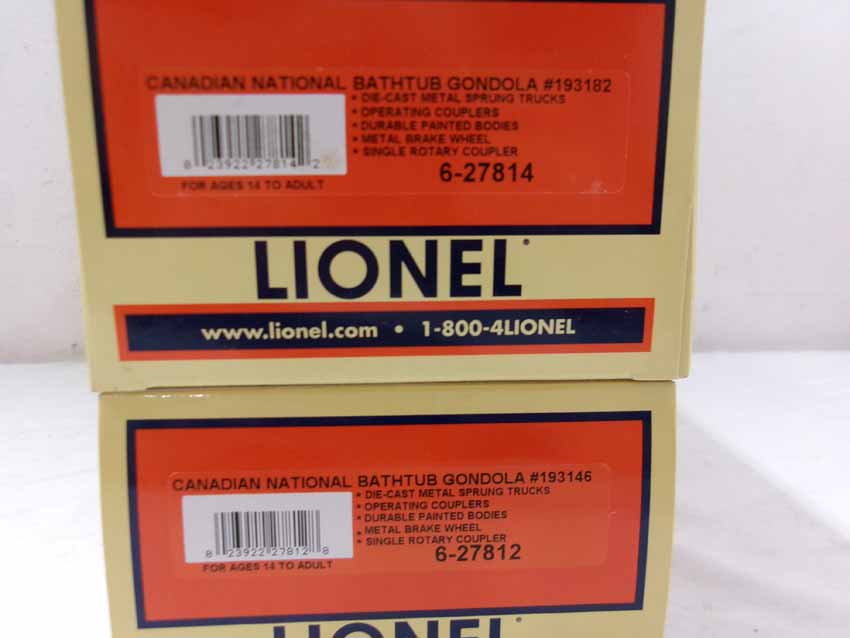 CANADIAN NATIONAL BATHTUB GONDOLA #193182
• DIE-CAST METAL SPRUNG TRUCKS
• OPERATING COUPLERS
• DURABLE PAINTED BODIES
• METAL BRAKE WHEEL
• SINGLE ROTARY COUPLER
8 23922 27814 2
FOR AGES 14 TO ADULT
6-27814
LIONEL
www.lionel.com • 1-800-4LIONEL
CANADIAN NATIONAL BATHTUB GONDOLA #193146
• DIE-CAST METAL SPRUNG TRUCKS
• OPERATING COUPLERS
• DURABLE PAINTED BODIES
• METAL BRAKE WHEEL
• SINGLE ROTARY COUPLER
8 23922 27812 8
FOR AGES 14 TO ADULT
6-27812
LIONEL